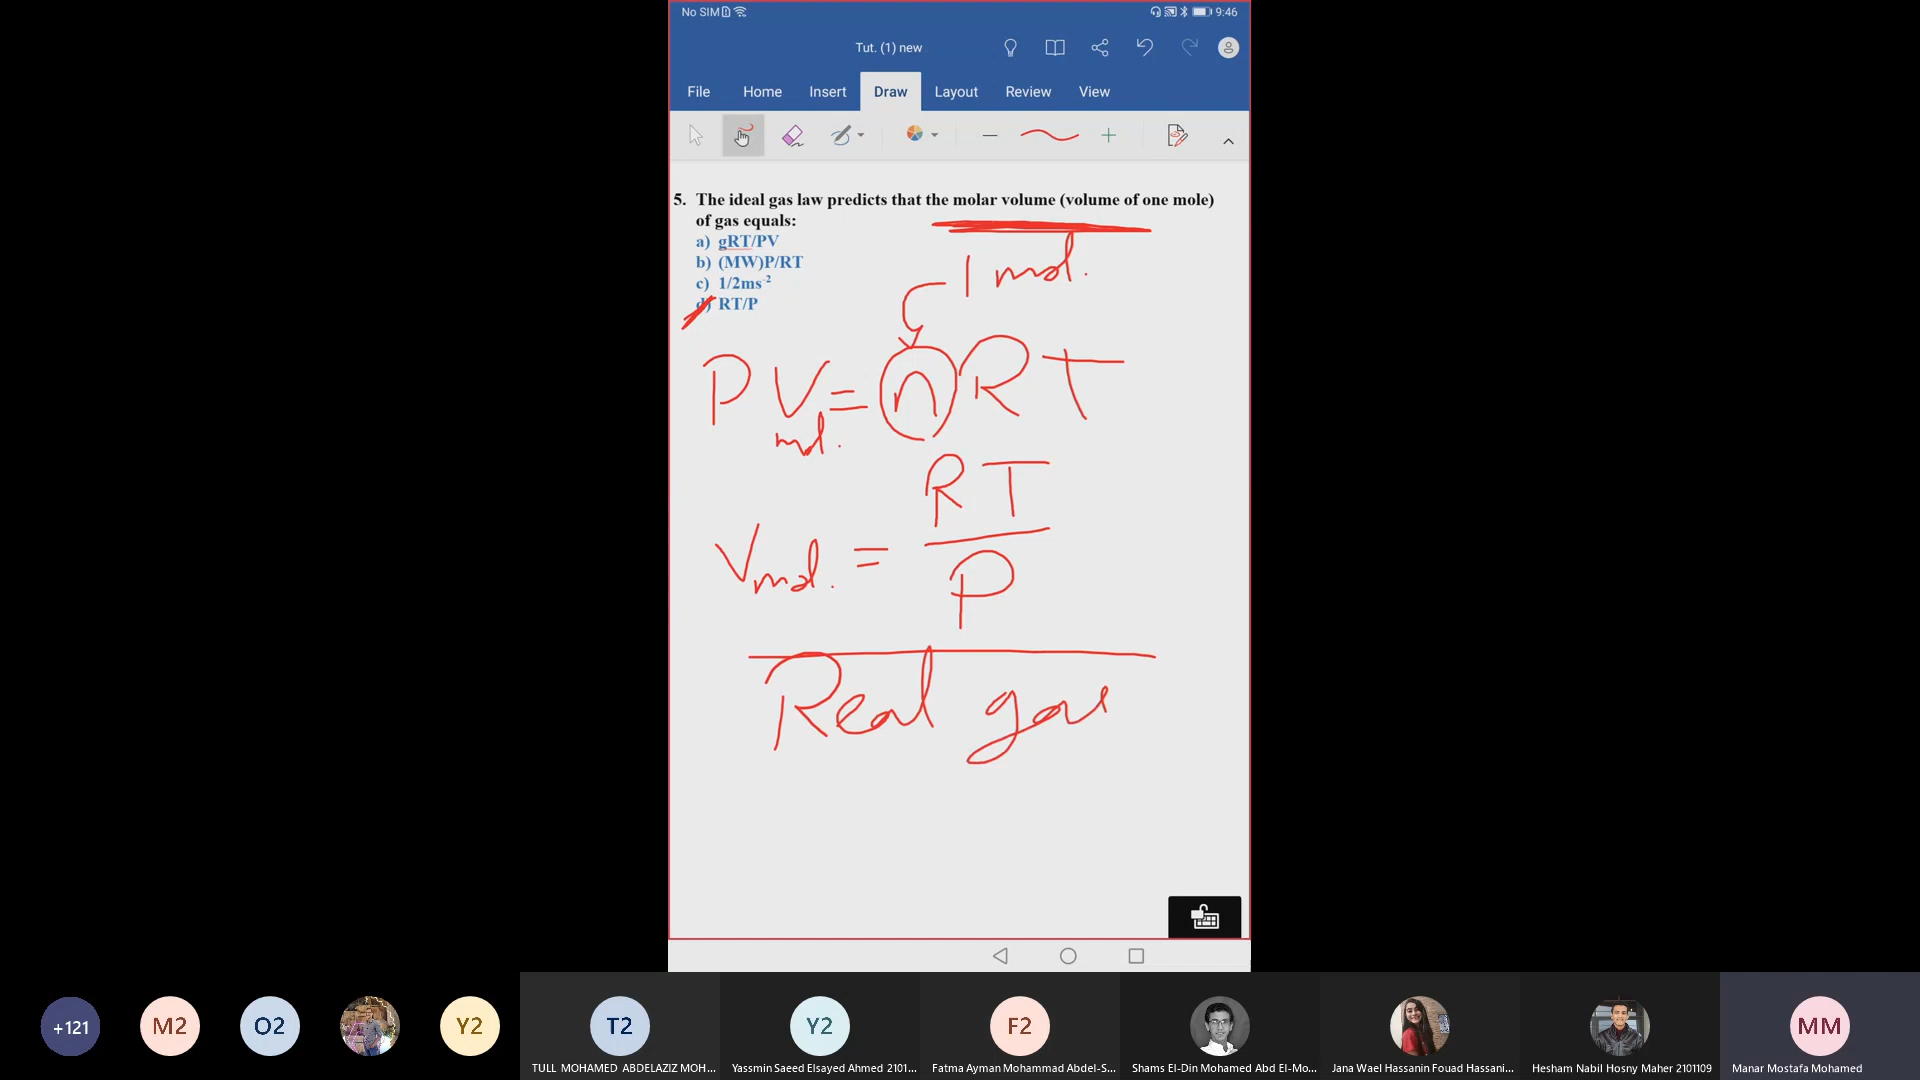 No SIM
9:46
Tut. (1) new
File Home Insert Draw Layout Review View
5. The ideal gas law predicts that the molar volume (volume of one mole)
of gas equals:
a) gRT/PV
b) (MW)P/RT
c) 1/2ms⁻²
d) RT/P
1 mol.
PV = nRT
mol.
RT
Vmol. =
P
Real gas
+121 M2 O2 Y2 T2 Y2 F2 MM
TULL MOHAMED ABDELAZIZ MOH... Yassmin Saeed Elsayed Ahmed 2101... Fatma Ayman Mohammad Abdel-S... Shams El-Din Mohamed Abd El-Mo... Jana Wael Hassanin Fouad Hassani... Hesham Nabil Hosny Maher 2101109 Manar Mostafa Mohamed